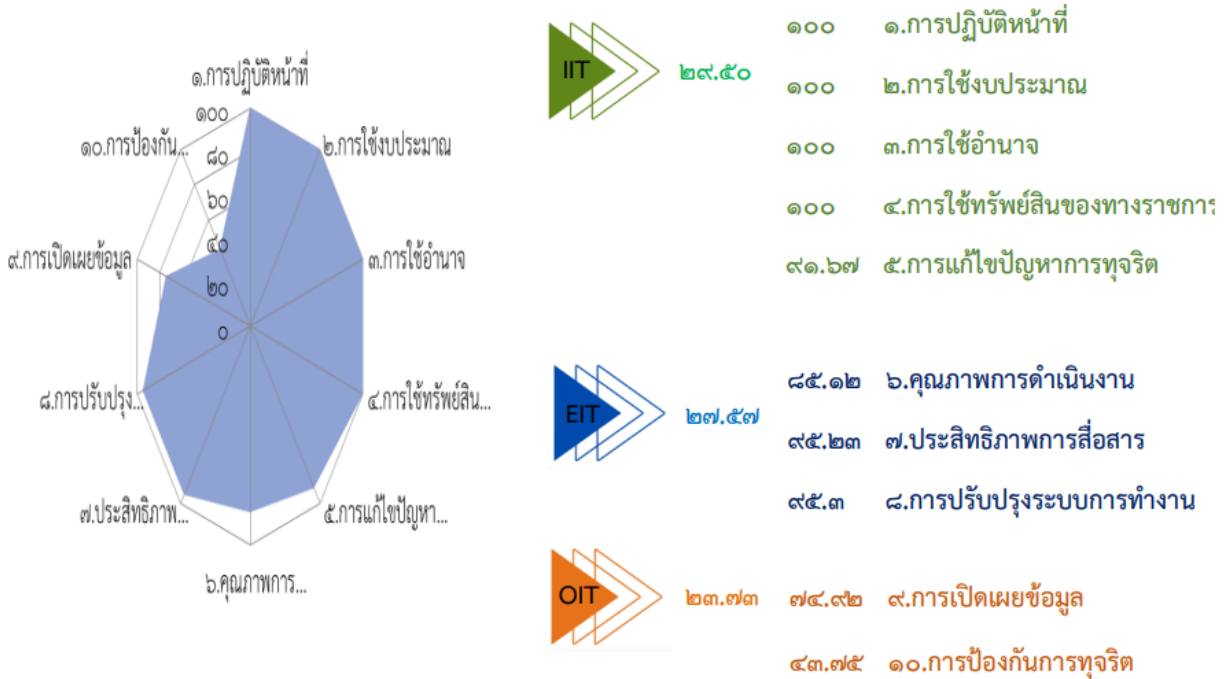 ๑.การปฏิบัติหน้าที่
๒.การใช้งบประมาณ
๓.การใช้อำนาจ
๔.การใช้ทรัพย์สิน...
๕.การแก้ไขปัญหา...
๖.คุณภาพการ...
๗.ประสิทธิภาพ...
๘.การปรับปรุง...
๙.การเปิดเผยข้อมูล
๑๐.การป้องกัน...
๑๐๐
๘๐
๖๐
๔๐
๒๐
๐
IIT ๒๙.๕๐
๑๐๐ ๑.การปฏิบัติหน้าที่
๑๐๐ ๒.การใช้งบประมาณ
๑๐๐ ๓.การใช้อำนาจ
๑๐๐ ๔.การใช้ทรัพย์สินของทางราชการ
๙๑.๖๗ ๕.การแก้ไขปัญหาการทุจริต
EIT ๒๗.๕๗
๘๕.๑๒ ๖.คุณภาพการดำเนินงาน
๙๕.๒๓ ๗.ประสิทธิภาพการสื่อสาร
๙๕.๓ ๘.การปรับปรุงระบบการทำงาน
OIT ๒๓.๗๓
๗๔.๙๒ ๙.การเปิดเผยข้อมูล
๔๓.๗๕ ๑๐.การป้องกันการทุจริต